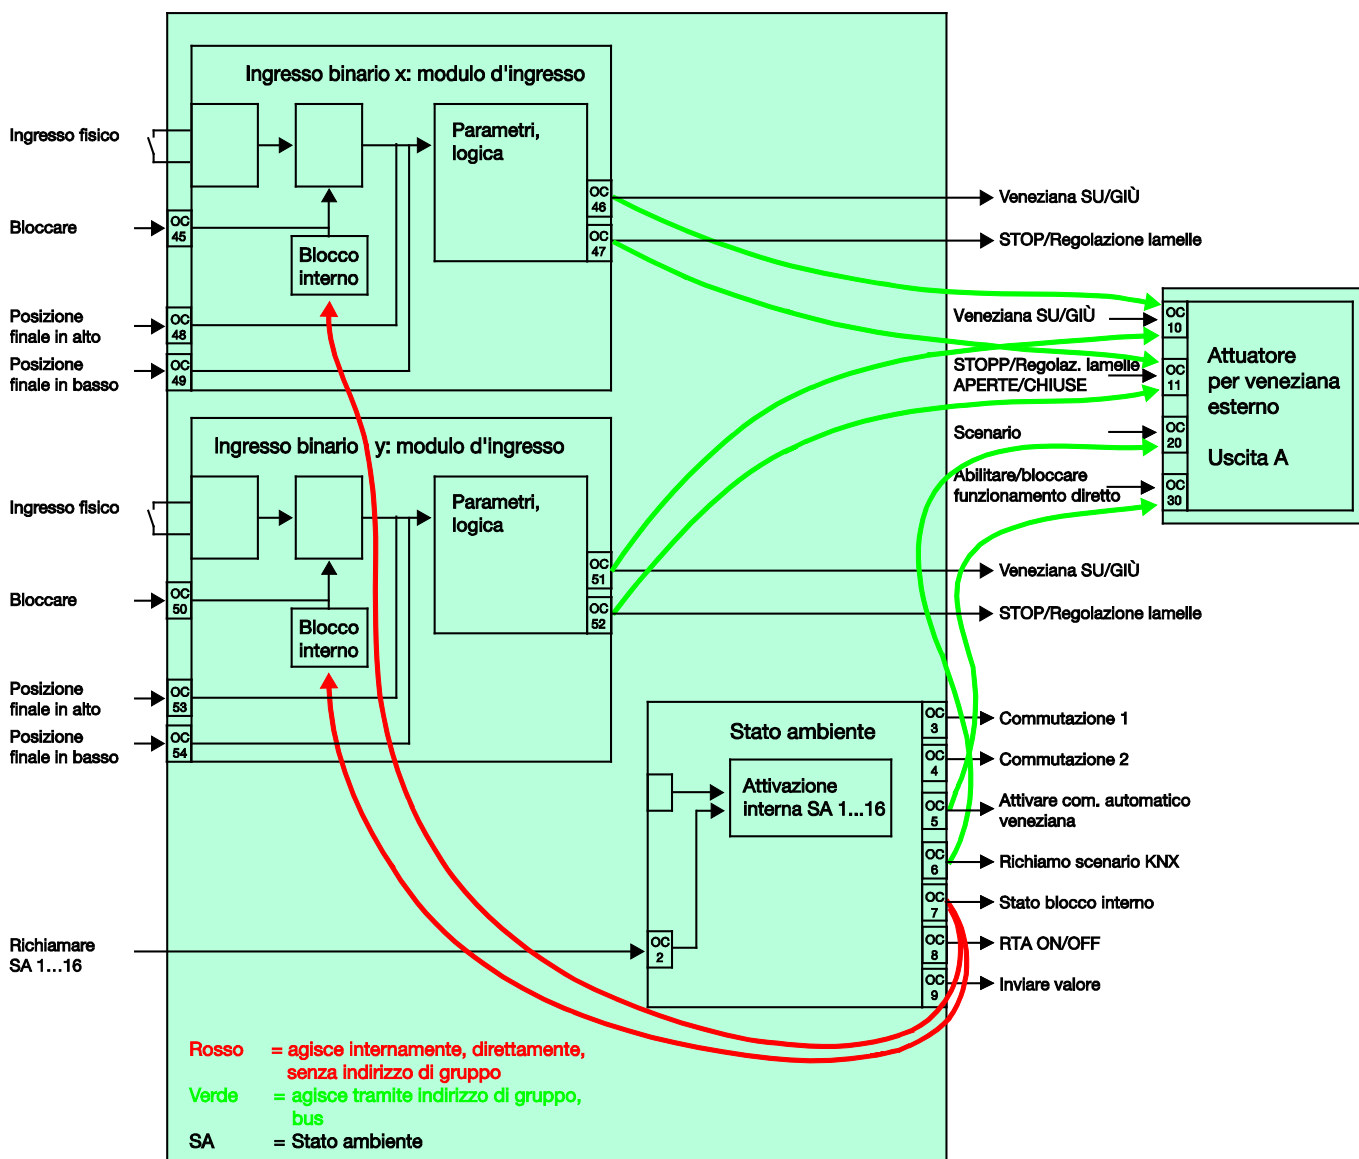 Ingresso binario x: modulo d'ingresso
Ingresso fisico
Parametri,
logica
OC
46
Veneziana SU/GIÙ
Bloccare
OC
45
OC
47
STOP/Regolazione lamelle
Blocco
interno
Posizione
finale in alto
OC
48
Posizione
finale in basso
OC
49
Veneziana SU/GIÙ
OC
10
STOPP/Regolaz. lamelle
APERTE/CHIUSE
OC
11
Scenario
OC
20
Abilitare/bloccare
funzionamento diretto
OC
30
Attuatore
per veneziana
esterno
Uscita A
Ingresso binario y: modulo d'ingresso
Ingresso fisico
Parametri,
logica
OC
51
Veneziana SU/GIÙ
Bloccare
OC
50
OC
52
STOP/Regolazione lamelle
Blocco
interno
Posizione
finale in alto
OC
53
Posizione
finale in basso
OC
54
Stato ambiente
Attivazione
interna SA 1...16
OC
3
Commutazione 1
OC
4
Commutazione 2
OC
5
Attivare com. automatico
veneziana
OC
6
Richiamo scenario KNX
OC
7
Stato blocco interno
OC
8
RTA ON/OFF
OC
9
Inviare valore
Richiamare
SA 1...16
OC
2
Rosso = agisce internamente, direttamente,
senza indirizzo di gruppo
Verde = agisce tramite indirizzo di gruppo,
bus
SA = Stato ambiente